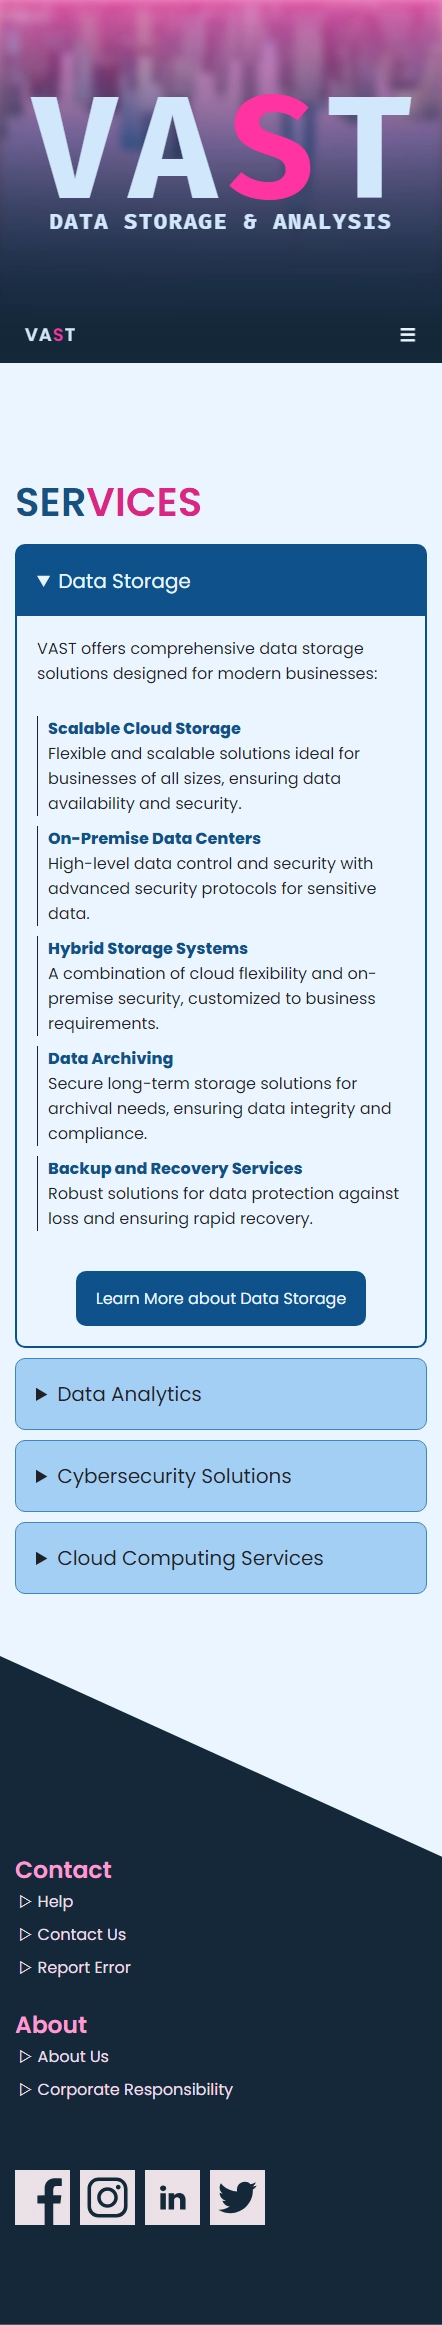 VAST
DATA STORAGE & ANALYSIS
VAST
SERVICES
Data Storage
VAST offers comprehensive data storage
solutions designed for modern businesses:
Scalable Cloud Storage
Flexible and scalable solutions ideal for
businesses of all sizes, ensuring data
availability and security.
On-Premise Data Centers
High-level data control and security with
advanced security protocols for sensitive
data.
Hybrid Storage Systems
A combination of cloud flexibility and on-
premise security, customized to business
requirements.
Data Archiving
Secure long-term storage solutions for
archival needs, ensuring data integrity and
compliance.
Backup and Recovery Services
Robust solutions for data protection against
loss and ensuring rapid recovery.
Learn More about Data Storage
Data Analytics
Cybersecurity Solutions
Cloud Computing Services
Contact
Help
Contact Us
Report Error
About
About Us
Corporate Responsibility
f in